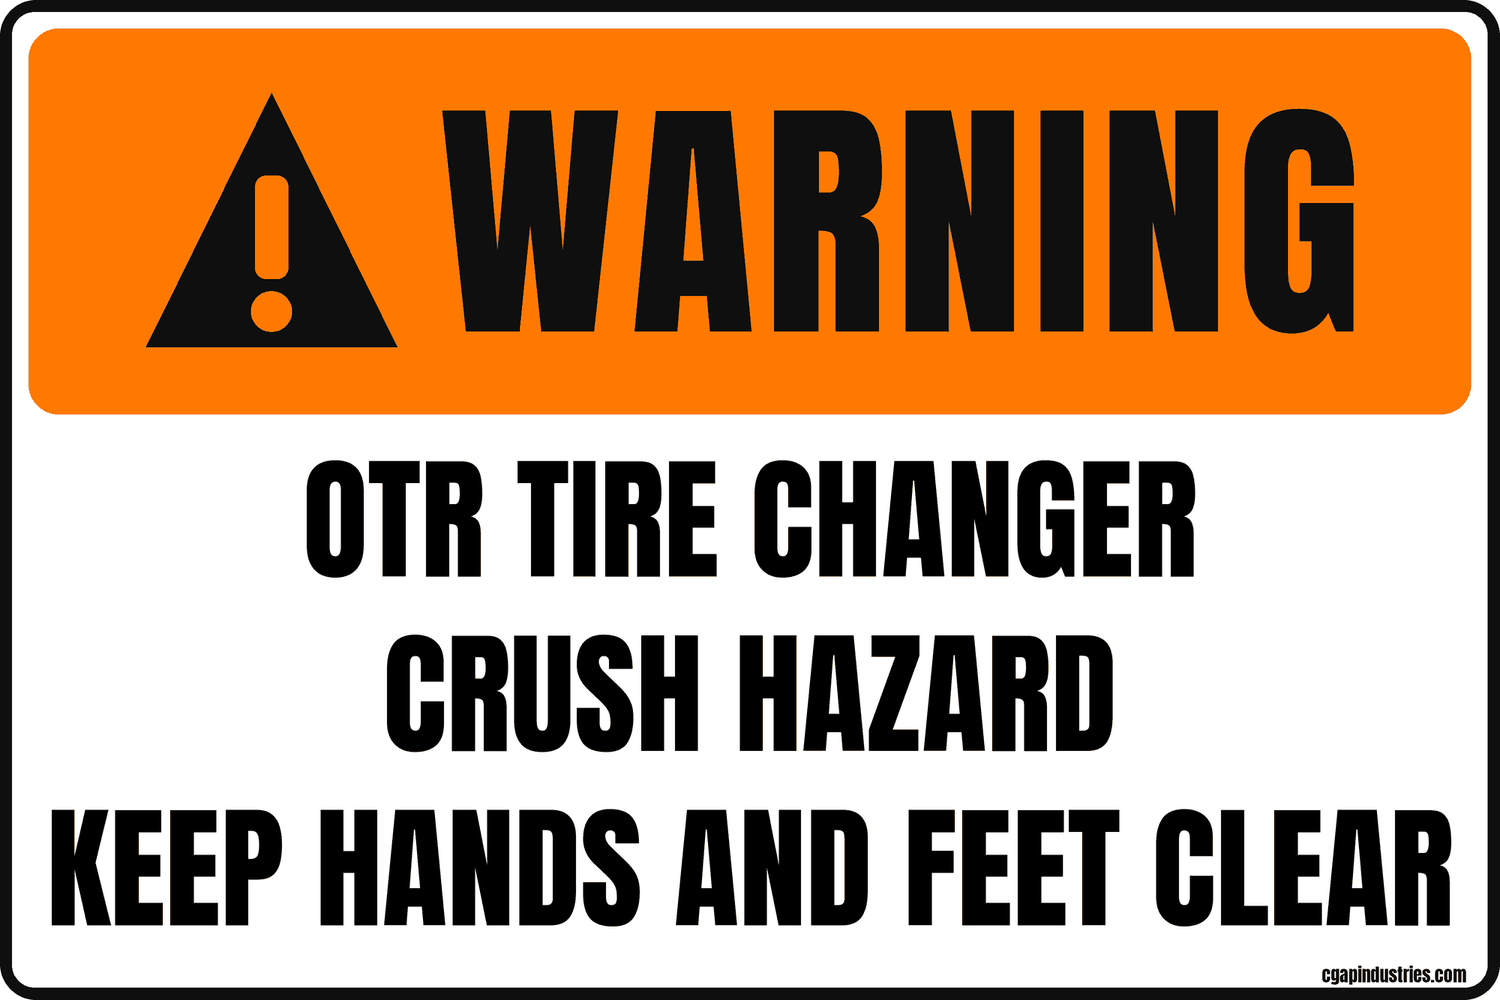 WARNING
OTR TIRE CHANGER
CRUSH HAZARD
KEEP HANDS AND FEET CLEAR
cgapindustries.com